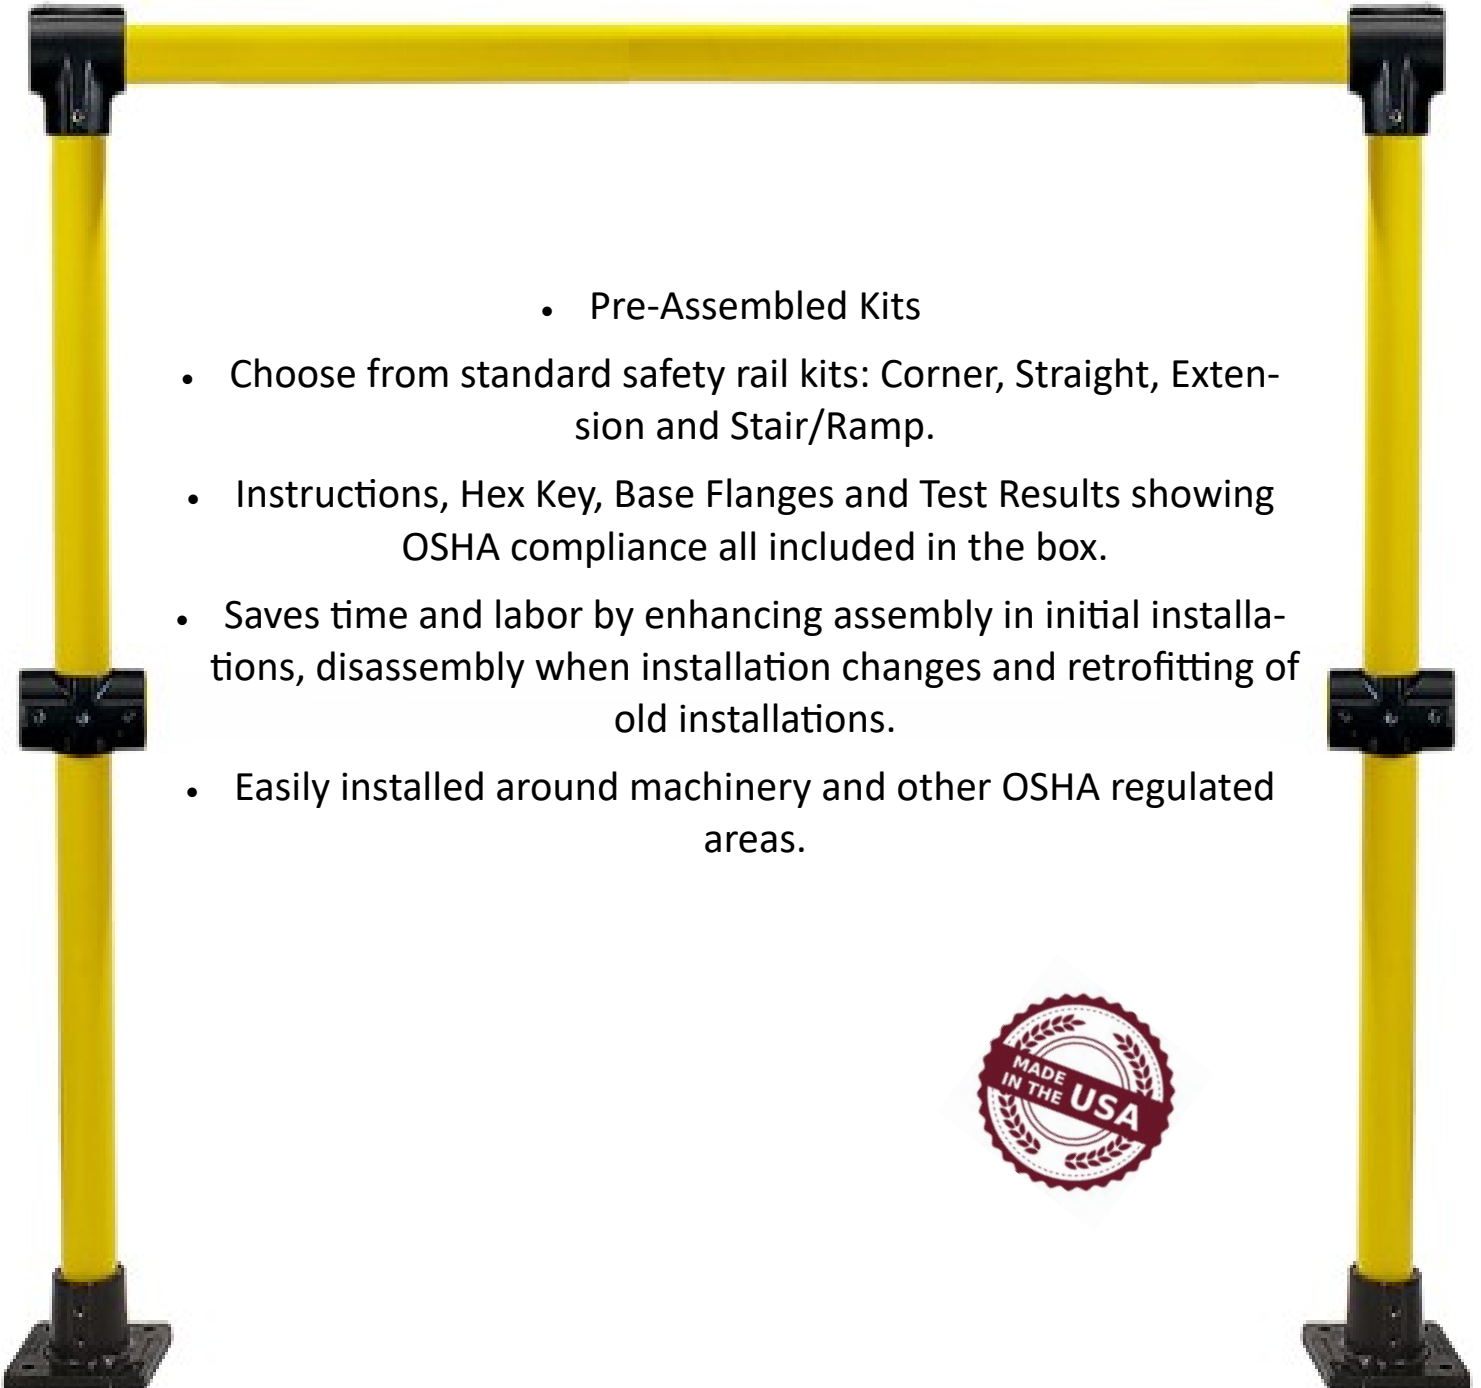 • Pre-Assembled Kits
• Choose from standard safety rail kits: Corner, Straight, Exten-
sion and Stair/Ramp.
• Instructions, Hex Key, Base Flanges and Test Results showing
OSHA compliance all included in the box.
• Saves time and labor by enhancing assembly in initial installa-
tions, disassembly when installation changes and retrofitting of
old installations.
• Easily installed around machinery and other OSHA regulated
areas.
MADE
IN THE USA